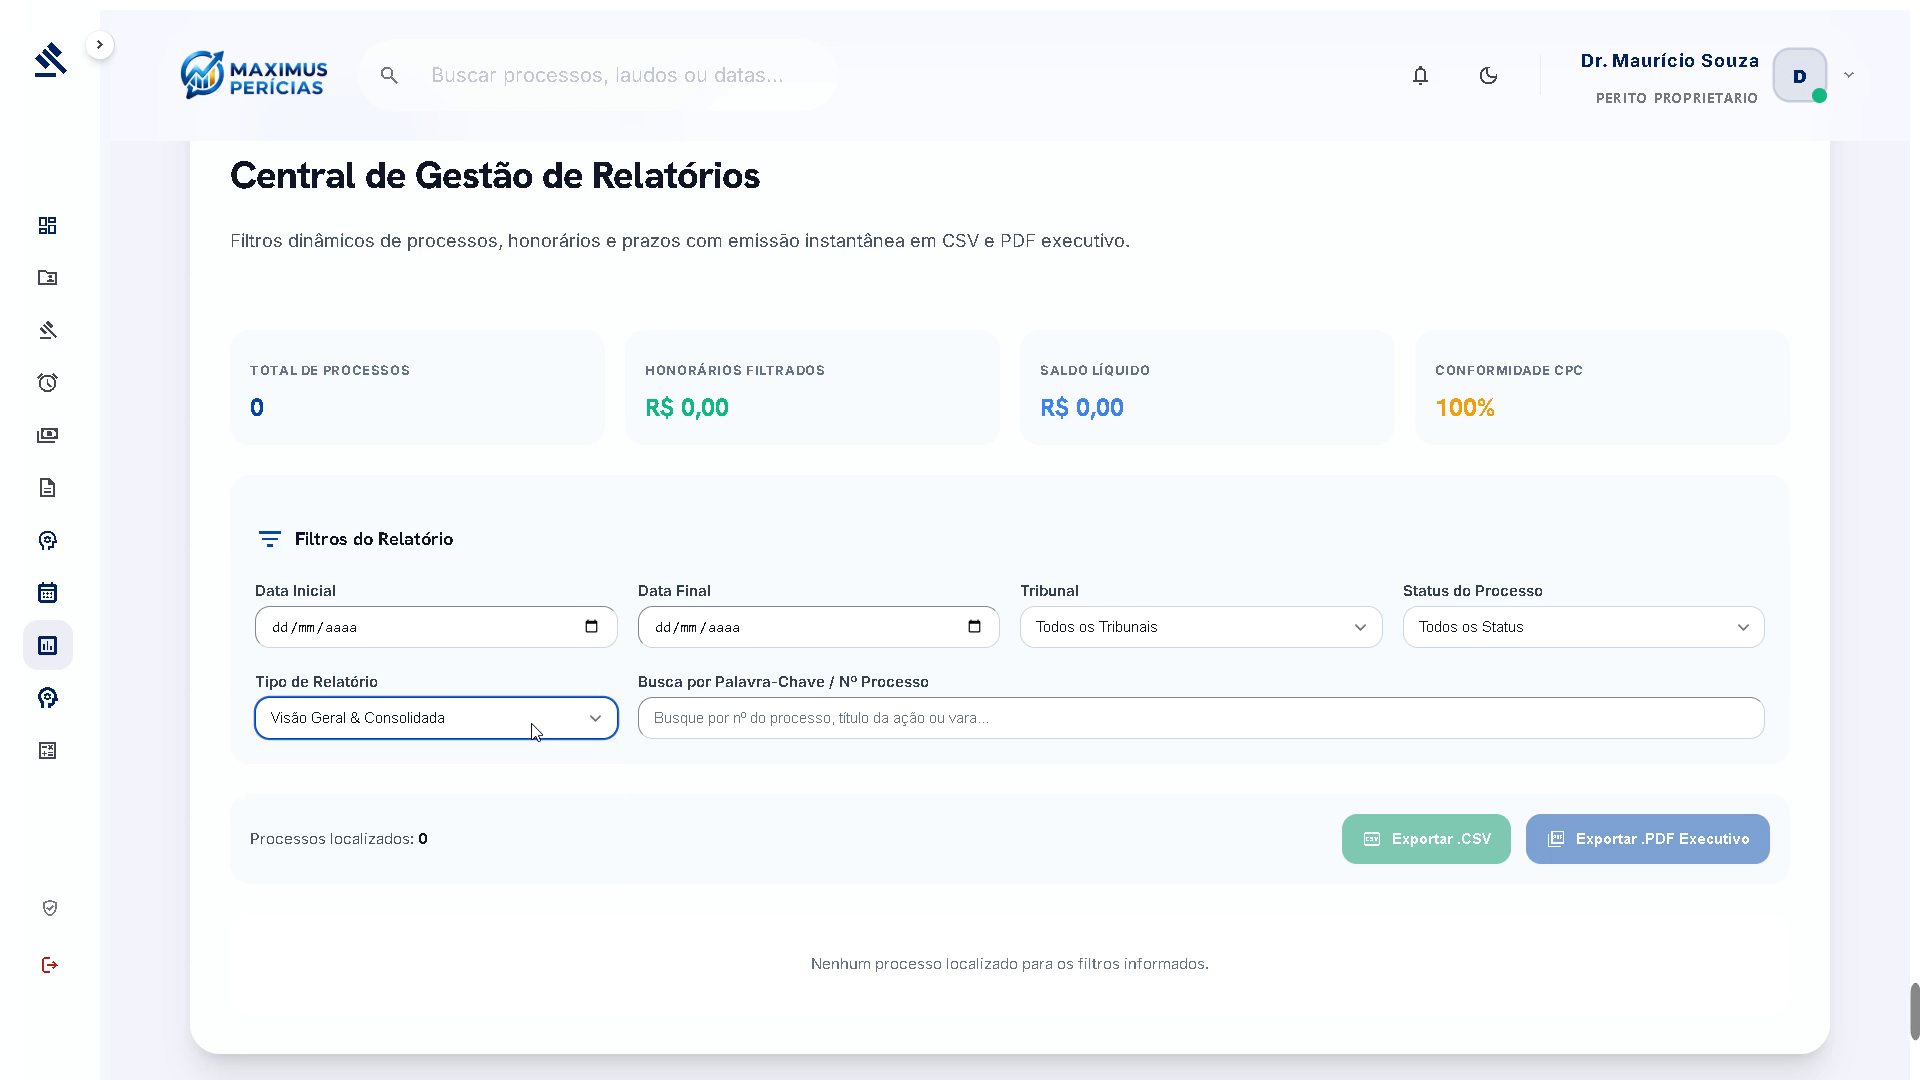 MAXIMUS
PERÍCIAS
Buscar processos, laudos ou datas...
Dr. Maurício Souza
PERITO PROPRIETARIO
D
Central de Gestão de Relatórios
Filtros dinâmicos de processos, honorários e prazos com emissão instantânea em CSV e PDF executivo.
TOTAL DE PROCESSOS
0
HONORÁRIOS FILTRADOS
R$ 0,00
SALDO LÍQUIDO
R$ 0,00
CONFORMIDADE CPC
100%
Filtros do Relatório
Data Inicial
dd/mm/aaaa
Data Final
dd/mm/aaaa
Tribunal
Todos os Tribunais
Status do Processo
Todos os Status
Tipo de Relatório
Visão Geral & Consolidada
Busca por Palavra-Chave / Nº Processo
Busque por nº do processo, título da ação ou vara...
Processos localizados: 0
CSV Exportar .CSV
PDF Exportar .PDF Executivo
Nenhum processo localizado para os filtros informados.